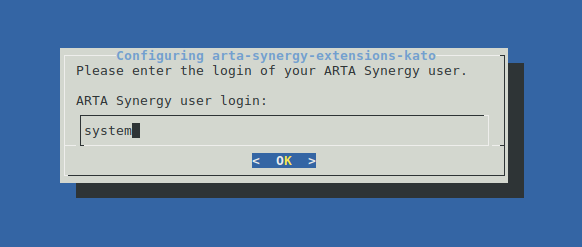 Configuring arta-synergy-extensions-kato
Please enter the login of your ARTA Synergy user.
ARTA Synergy user login:
system
< OK >